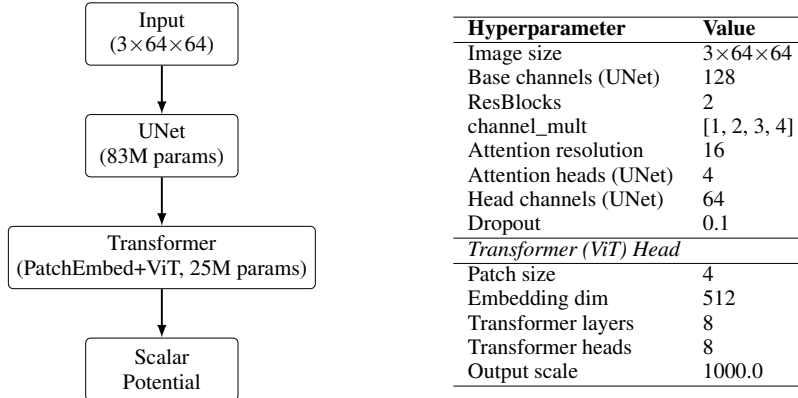 Input
(3×64×64)
UNet
(83M params)
Transformer
(PatchEmbed+ViT, 25M params)
Scalar
Potential
Hyperparameter Value
Image size 3×64×64
Base channels (UNet) 128
ResBlocks 2
channel_mult [1, 2, 3, 4]
Attention resolution 16
Attention heads (UNet) 4
Head channels (UNet) 64
Dropout 0.1
Transformer (ViT) Head
Patch size 4
Embedding dim 512
Transformer layers 8
Transformer heads 8
Output scale 1000.0